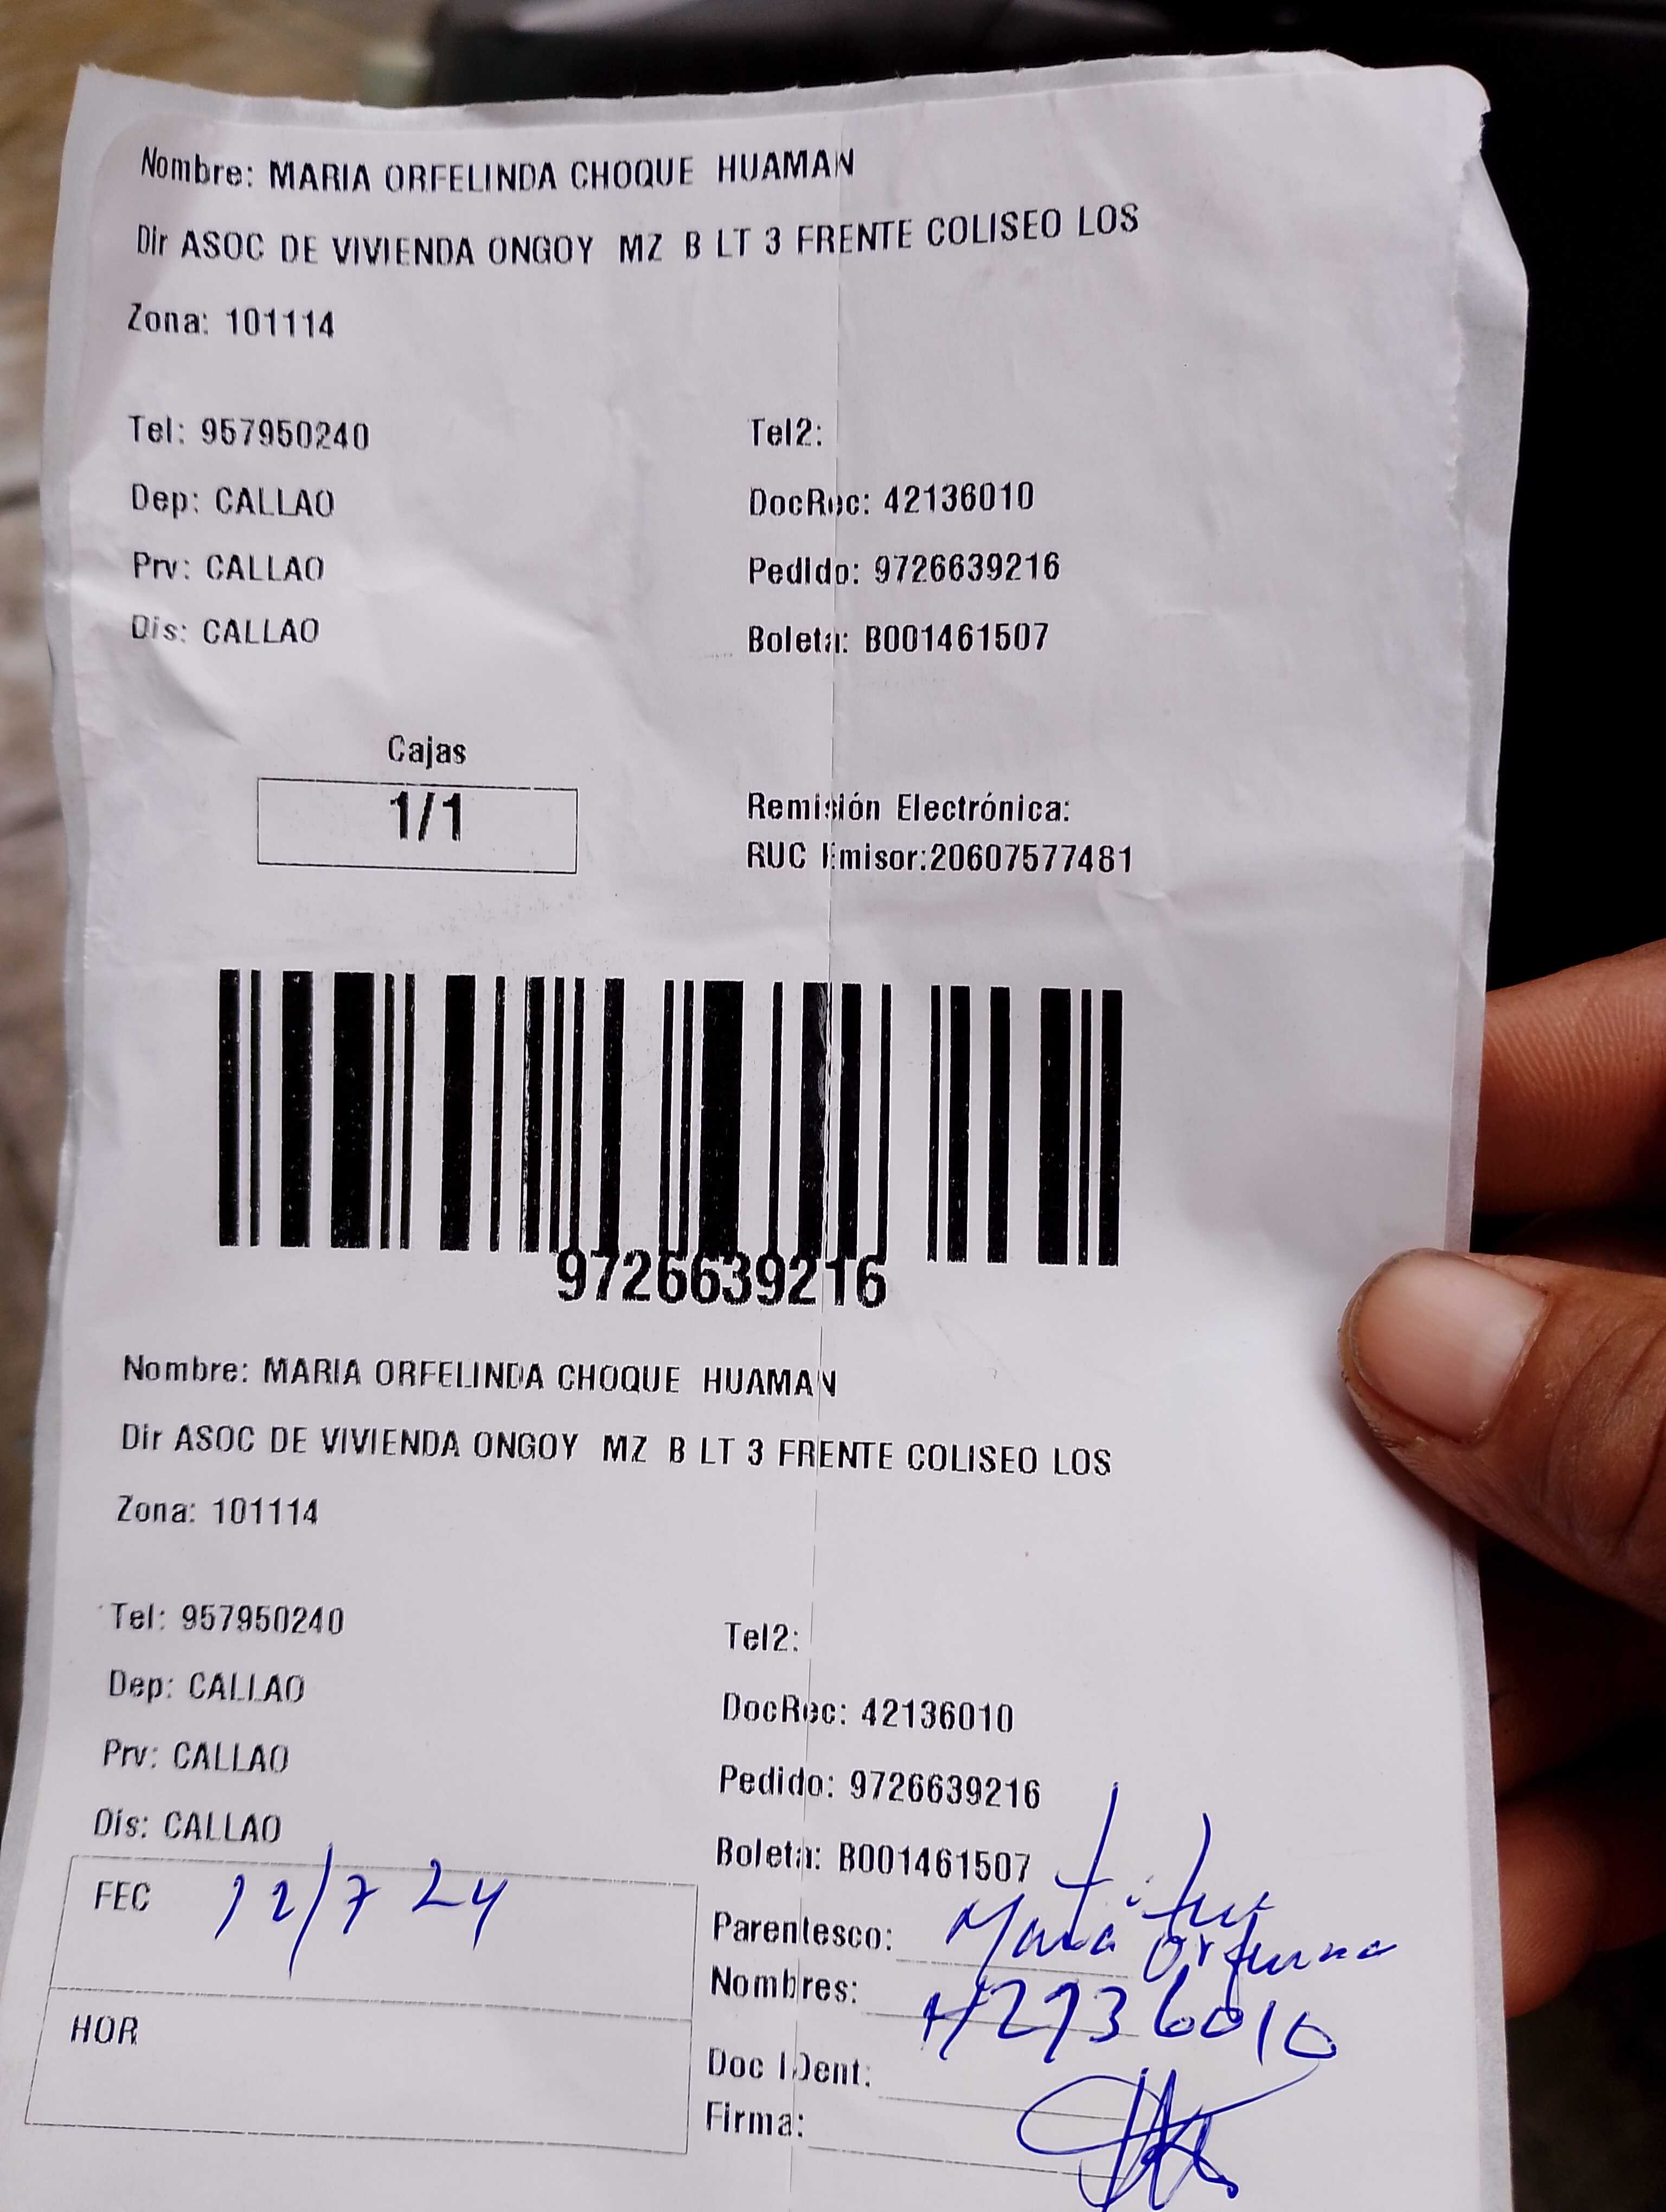 Nombre: MARIA ORFELINDA CHOQUE HUAMAN
Dir ASOC DE VIVIENDA ONGOY MZ B LT 3 FRENTE COLISEO LOS
Zona: 101114
Tel: 957950240 Tel2:
Dep: CALLAO DocRec: 42136010
Prv: CALLAO Pedido: 9726639216
Dis: CALLAO Boleta: B001461507
Cajas
1/1
Remisión Electrónica:
RUC Emisor:20607577481
9726639216
Nombre: MARIA ORFELINDA CHOQUE HUAMAN
Dir ASOC DE VIVIENDA ONGOY MZ B LT 3 FRENTE COLISEO LOS
Zona: 101114
Tel: 957950240 Tel2:
Dep: CALLAO DocRec: 42136010
Prv: CALLAO Pedido: 9726639216
Dis: CALLAO Boleta: B001461507
FEC 12/7 24
Parentesco:
Nombres: Maria
HOR
Doc IDent: 42136010
Firma: